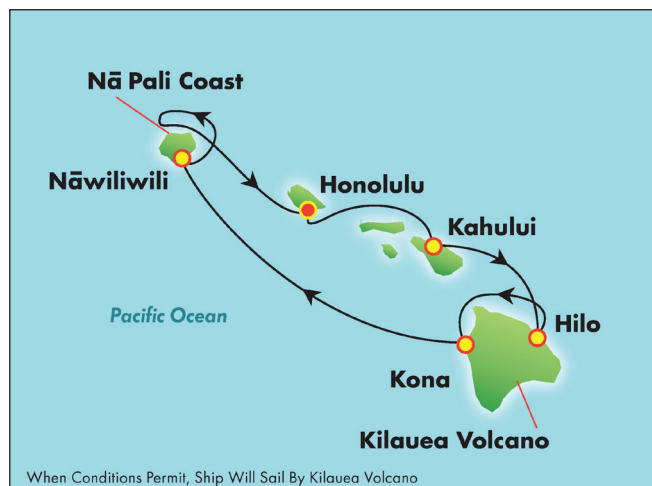 Nā Pali Coast
Nāwiliwili
Honolulu
Kahului
Pacific Ocean
Hilo
Kona
Kilauea Volcano
When Conditions Permit, Ship Will Sail By Kilauea Volcano